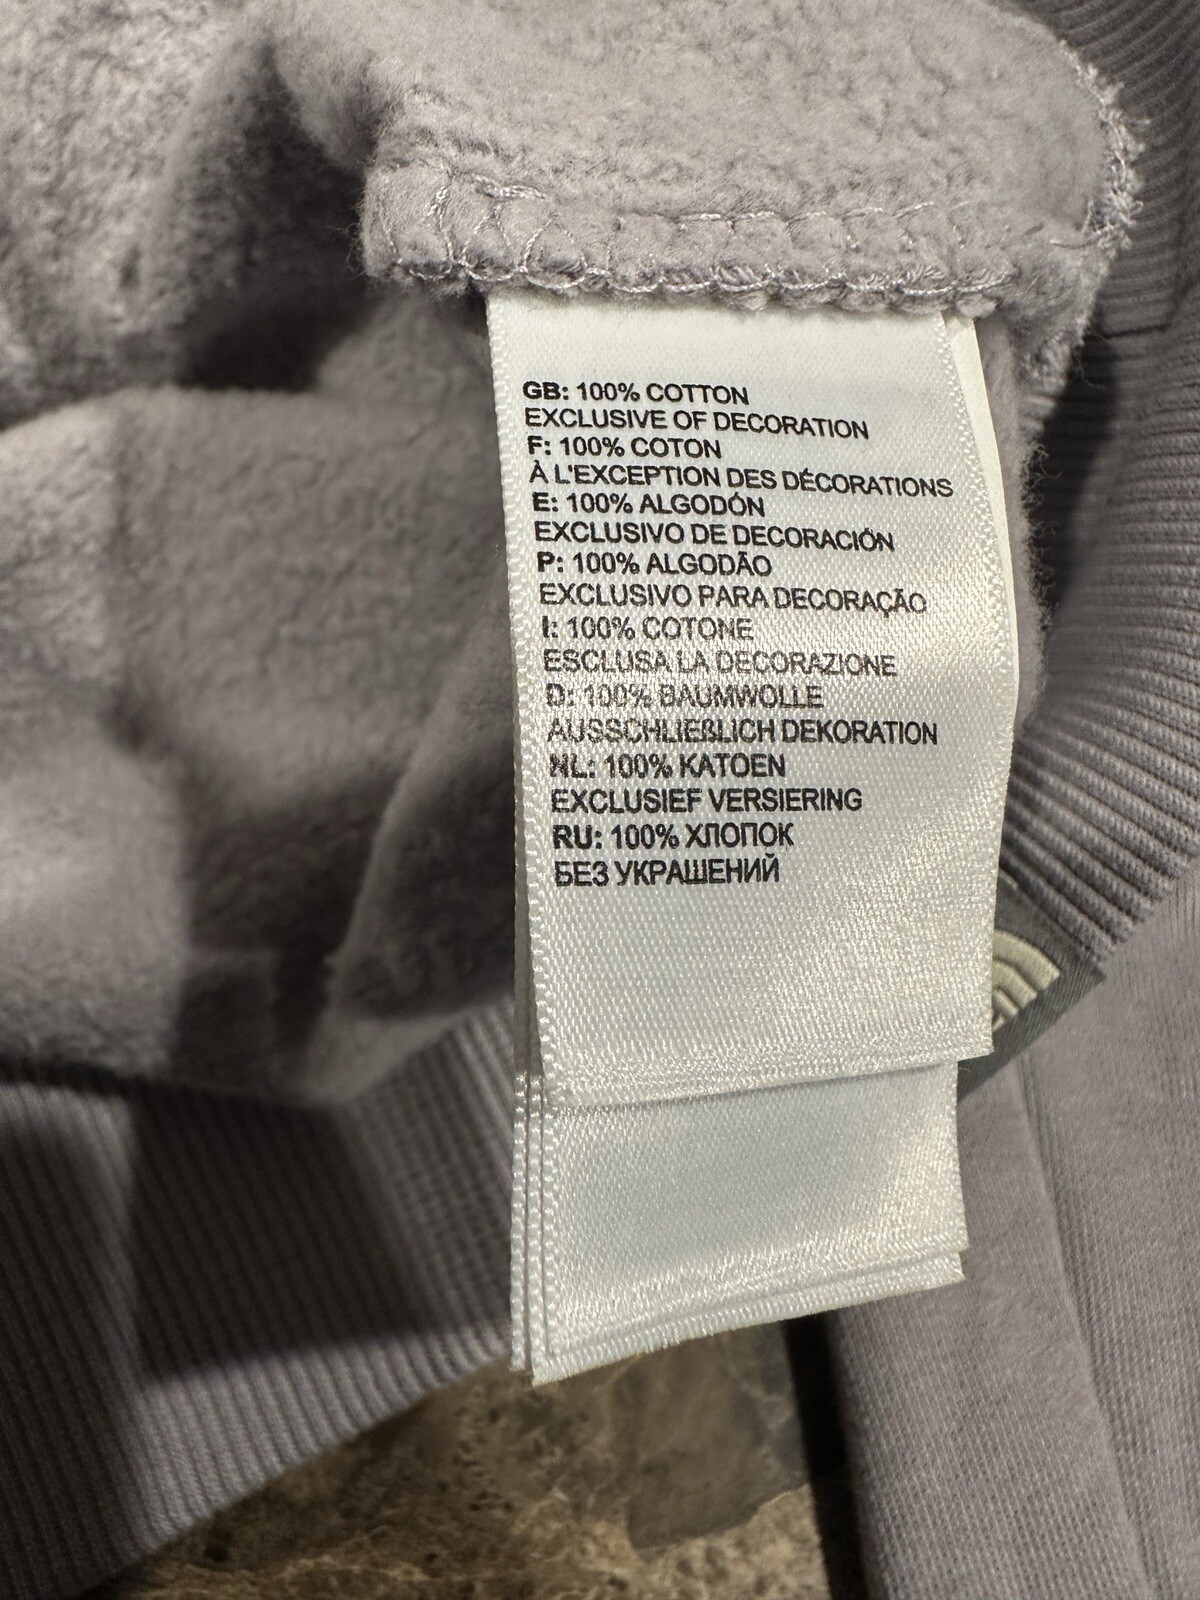 GB: 100% COTTON
EXCLUSIVE OF DECORATION
F: 100% COTON
À L'EXCEPTION DES DÉCORATIONS
E: 100% ALGODÓN
EXCLUSIVO DE DECORACIÓN
P: 100% ALGODÃO
EXCLUSIVO PARA DECORAÇÃO
I: 100% COTONE
ESCLUSA LA DECORAZIONE
D: 100% BAUMWOLLE
AUSSCHLIEßLICH DEKORATION
NL: 100% KATOEN
EXCLUSIEF VERSIERING
RU: 100% ХЛОПОК
БЕЗ УКРАШЕНИЙ